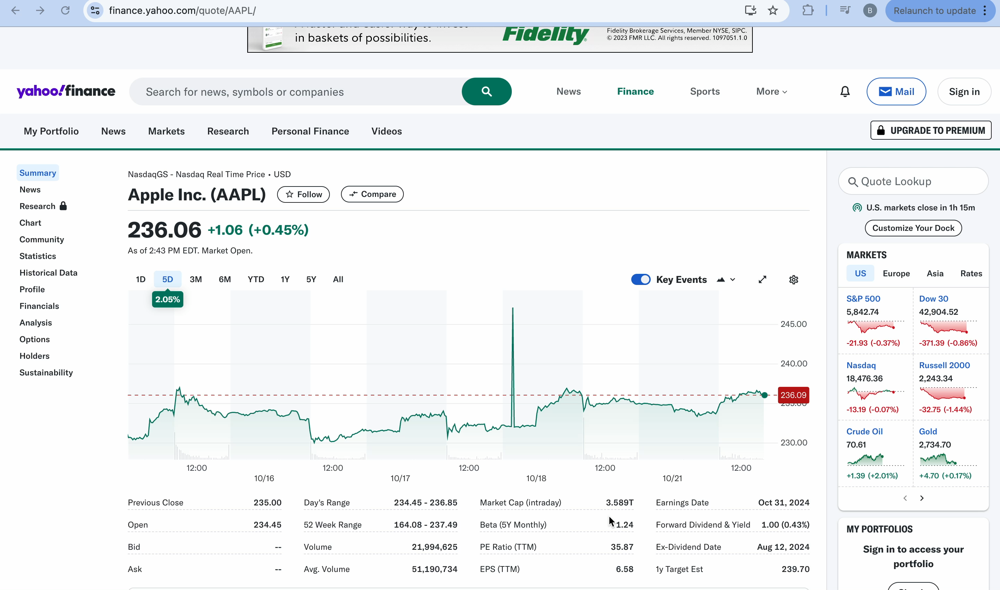 finance.yahoo.com/quote/AAPL/
B
Relaunch to update
in baskets of possibilities.
Fidelity
Fidelity Brokerage Services, Member NYSE, SIPC.
© 2023 FMR LLC. All rights reserved. 1097051.1.0
yahoo!finance
Search for news, symbols or companies
News
Finance
Sports
More
Mail
Sign in
My Portfolio
News
Markets
Research
Personal Finance
Videos
UPGRADE TO PREMIUM
Summary
News
Research
Chart
Community
Statistics
Historical Data
Profile
Financials
Analysis
Options
Holders
Sustainability
NasdaqGS - Nasdaq Real Time Price • USD
Apple Inc. (AAPL)
Follow
Compare
236.06 +1.06 (+0.45%)
As of 2:43 PM EDT. Market Open.
1D 5D 3M 6M YTD 1Y 5Y All
Key Events
2.05%
245.00
240.00
236.09
230.00
12:00 12:00 12:00 12:00 12:00
10/16 10/17 10/18 10/21
Previous Close 235.00
Open 234.45
Bid --
Ask --
Day's Range 234.45 - 236.85
52 Week Range 164.08 - 237.49
Volume 21,994,625
Avg. Volume 51,190,734
Market Cap (intraday) 3.589T
Beta (5Y Monthly) 1.24
PE Ratio (TTM) 35.87
EPS (TTM) 6.58
Earnings Date Oct 31, 2024
Forward Dividend & Yield 1.00 (0.43%)
Ex-Dividend Date Aug 12, 2024
1y Target Est 239.70
Quote Lookup
U.S. markets close in 1h 15m
Customize Your Dock
MARKETS
US Europe Asia Rates
S&P 500
5,842.74
-21.93 (-0.37%)
Dow 30
42,904.52
-371.39 (-0.86%)
Nasdaq
18,476.36
-13.19 (-0.07%)
Russell 2000
2,243.34
-32.75 (-1.44%)
Crude Oil
70.61
+1.39 (+2.01%)
Gold
2,734.70
+4.70 (+0.17%)
MY PORTFOLIOS
Sign in to access your
portfolio